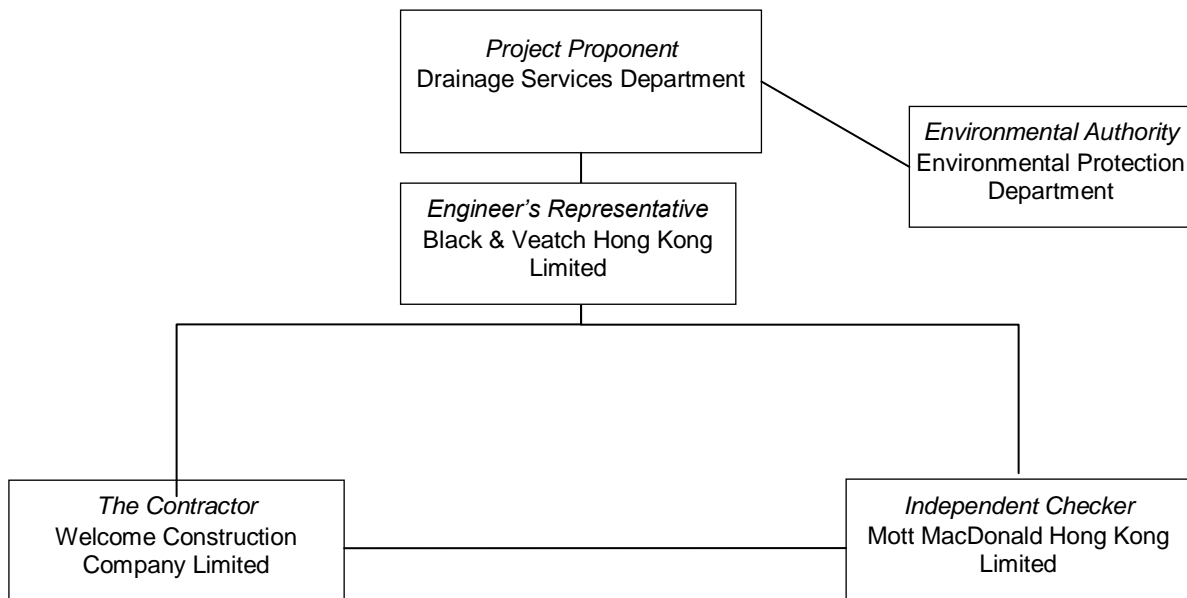 Project Proponent
Drainage Services Department
Environmental Authority
Environmental Protection
Department
Engineer’s Representative
Black & Veatch Hong Kong
Limited
The Contractor
Welcome Construction
Company Limited
Independent Checker
Mott MacDonald Hong Kong
Limited